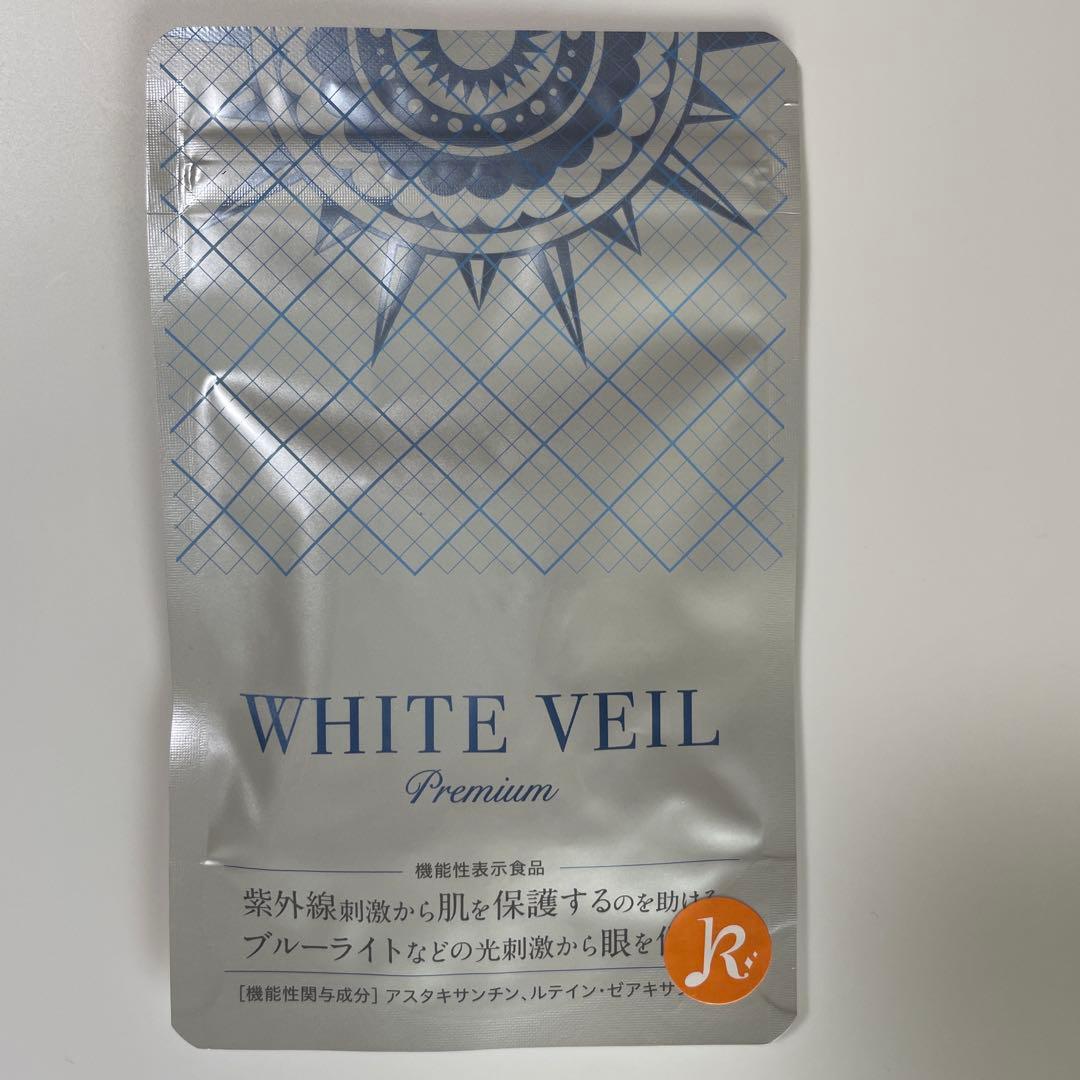 WHITE VEIL
Premium
機能性表示食品
紫外線刺激から肌を保護するのを助ける
ブルーライトなどの光刺激から眼を
[機能性関与成分] アスタキサンチン、ルテイン・ゼアキサ
R